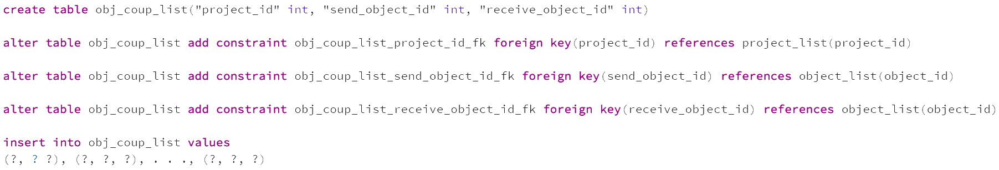 create table obj_coup_list("project_id" int, "send_object_id" int, "receive_object_id" int)
alter table obj_coup_list add constraint obj_coup_list_project_id_fk foreign key(project_id) references project_list(project_id)
alter table obj_coup_list add constraint obj_coup_list_send_object_id_fk foreign key(send_object_id) references object_list(object_id)
alter table obj_coup_list add constraint obj_coup_list_receive_object_id_fk foreign key(receive_object_id) references object_list(object_id)
insert into obj_coup_list values
(?, ? ?), (?, ?, ?), . . ., (?, ?, ?)